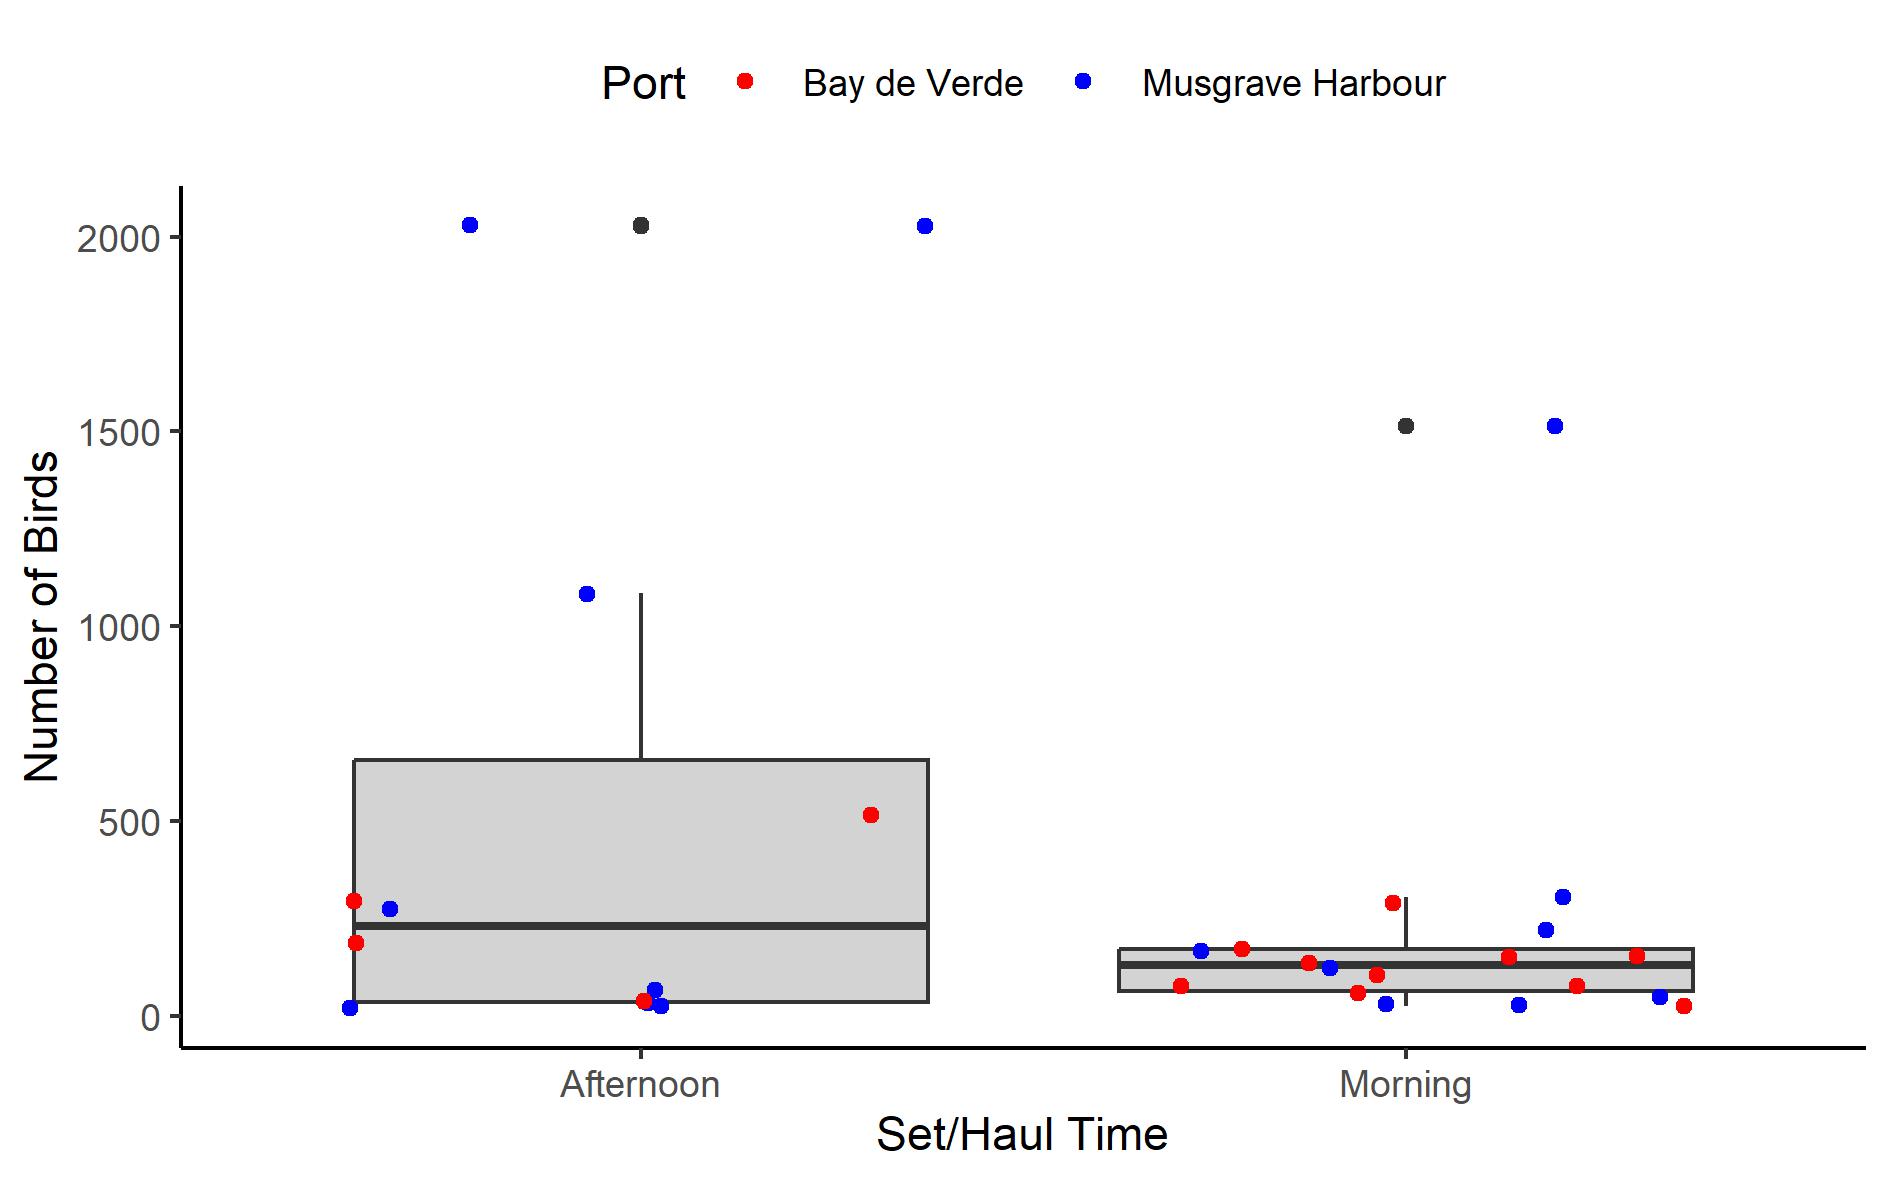 Port Bay de Verde Musgrave Harbour
2000
1500
1000
500
0
Number of Birds
Afternoon Morning
Set/Haul Time